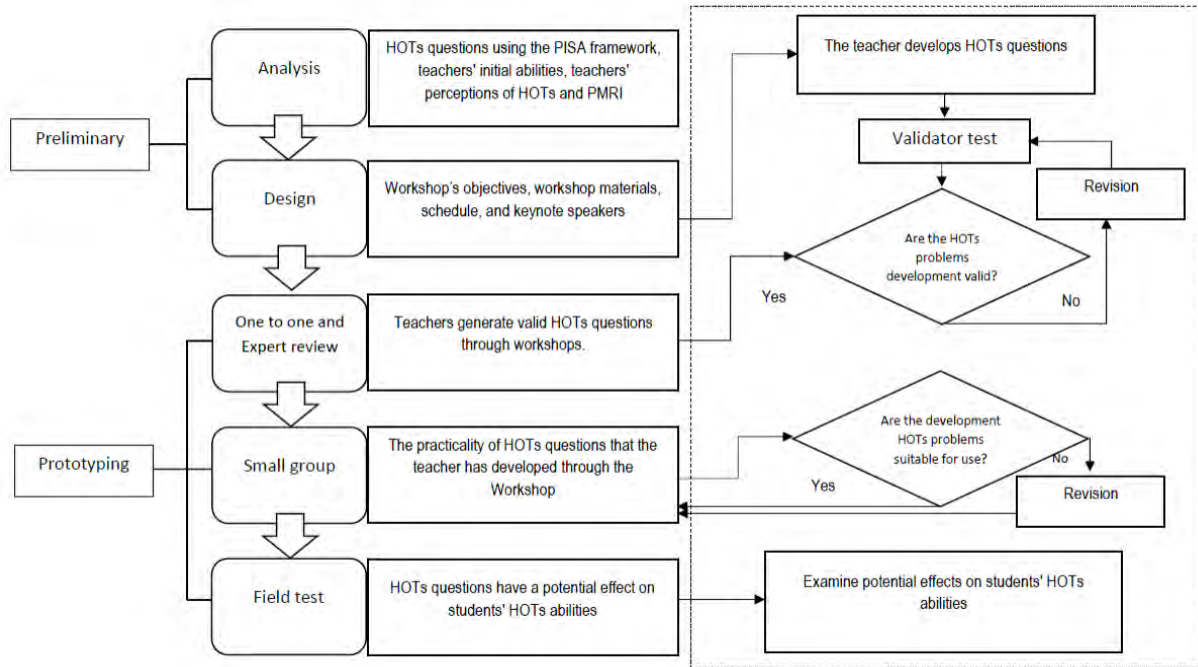 Preliminary
Analysis
HOTs questions using the PISA framework,
teachers' initial abilities, teachers'
perceptions of HOTs and PMRI
Design
Workshop's objectives, workshop materials,
schedule, and keynote speakers
Prototyping
One to one and
Expert review
Teachers generate valid HOTs questions
through workshops.
Small group
The practicality of HOTs questions that the
teacher has developed through the
Workshop
Field test
HOTs questions have a potential effect on
students' HOTs abilities
The teacher develops HOTs questions
Validator test
Revision
Are the HOTs
problems
development valid?
Yes
No
Are the development
HOTs problems
suitable for use?
No
Yes
Revision
Examine potential effects on students' HOTs
abilities